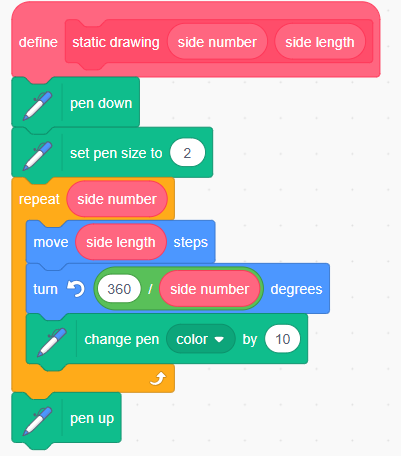 define static drawing side number side length
pen down
set pen size to 2
repeat side number
move side length steps
turn 360 / side number degrees
change pen color by 10
pen up